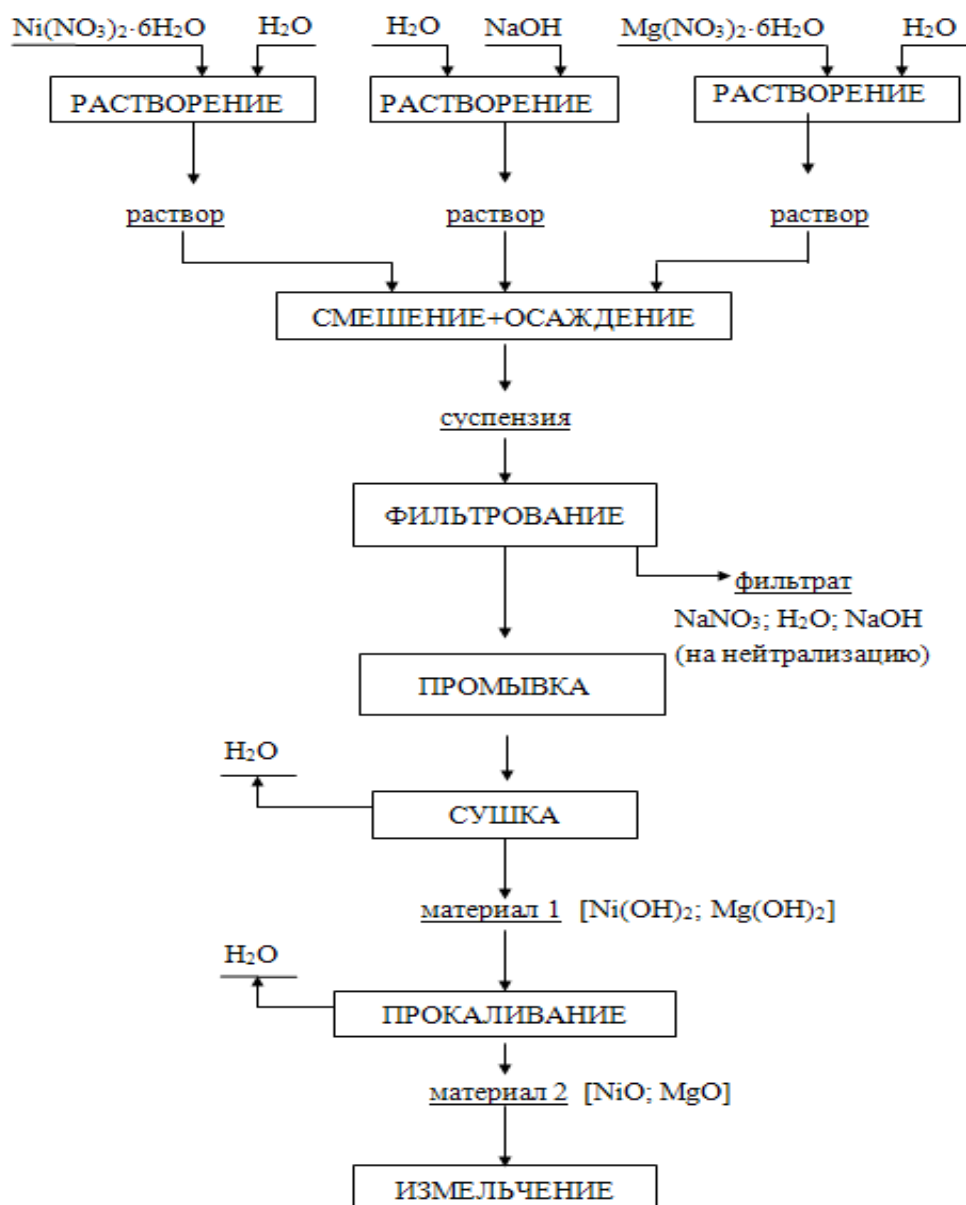 Ni(NO₃)₂·6H₂O H₂O H₂O NaOH Mg(NO₃)₂·6H₂O H₂O
РАСТВОРЕНИЕ РАСТВОРЕНИЕ РАСТВОРЕНИЕ
раствор раствор раствор
СМЕШЕНИЕ+ОСАЖДЕНИЕ
суспензия
ФИЛЬТРОВАНИЕ
фильтрат
NaNO₃; H₂O; NaOH
(на нейтрализацию)
ПРОМЫВКА
H₂O
СУШКА
материал 1 [Ni(OH)₂; Mg(OH)₂]
H₂O
ПРОКАЛИВАНИЕ
материал 2 [NiO; MgO]
ИЗМЕЛЬЧЕНИЕ